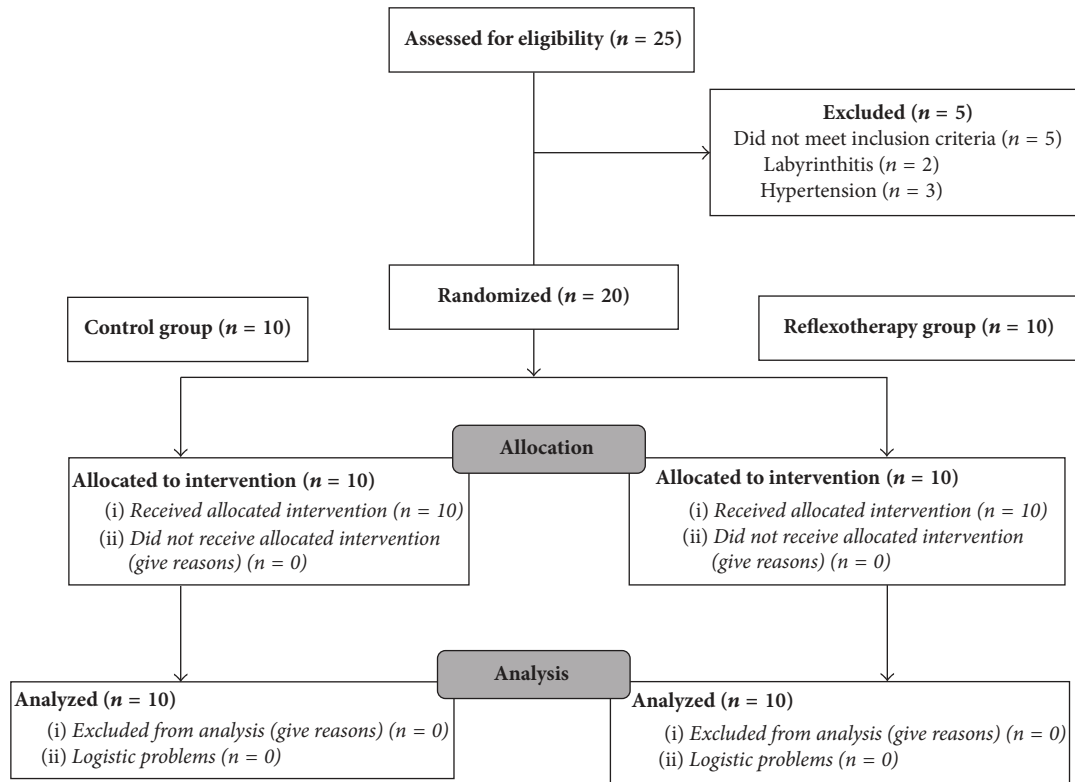 Assessed for eligibility (n = 25)
Excluded (n = 5)
Did not meet inclusion criteria (n = 5)
Labyrinthitis (n = 2)
Hypertension (n = 3)
Randomized (n = 20)
Control group (n = 10)
Reflexotherapy group (n = 10)
Allocation
Allocated to intervention (n = 10)
(i) Received allocated intervention (n = 10)
(ii) Did not receive allocated intervention
(give reasons) (n = 0)
Allocated to intervention (n = 10)
(i) Received allocated intervention (n = 10)
(ii) Did not receive allocated intervention
(give reasons) (n = 0)
Analysis
Analyzed (n = 10)
(i) Excluded from analysis (give reasons) (n = 0)
(ii) Logistic problems (n = 0)
Analyzed (n = 10)
(i) Excluded from analysis (give reasons) (n = 0)
(ii) Logistic problems (n = 0)